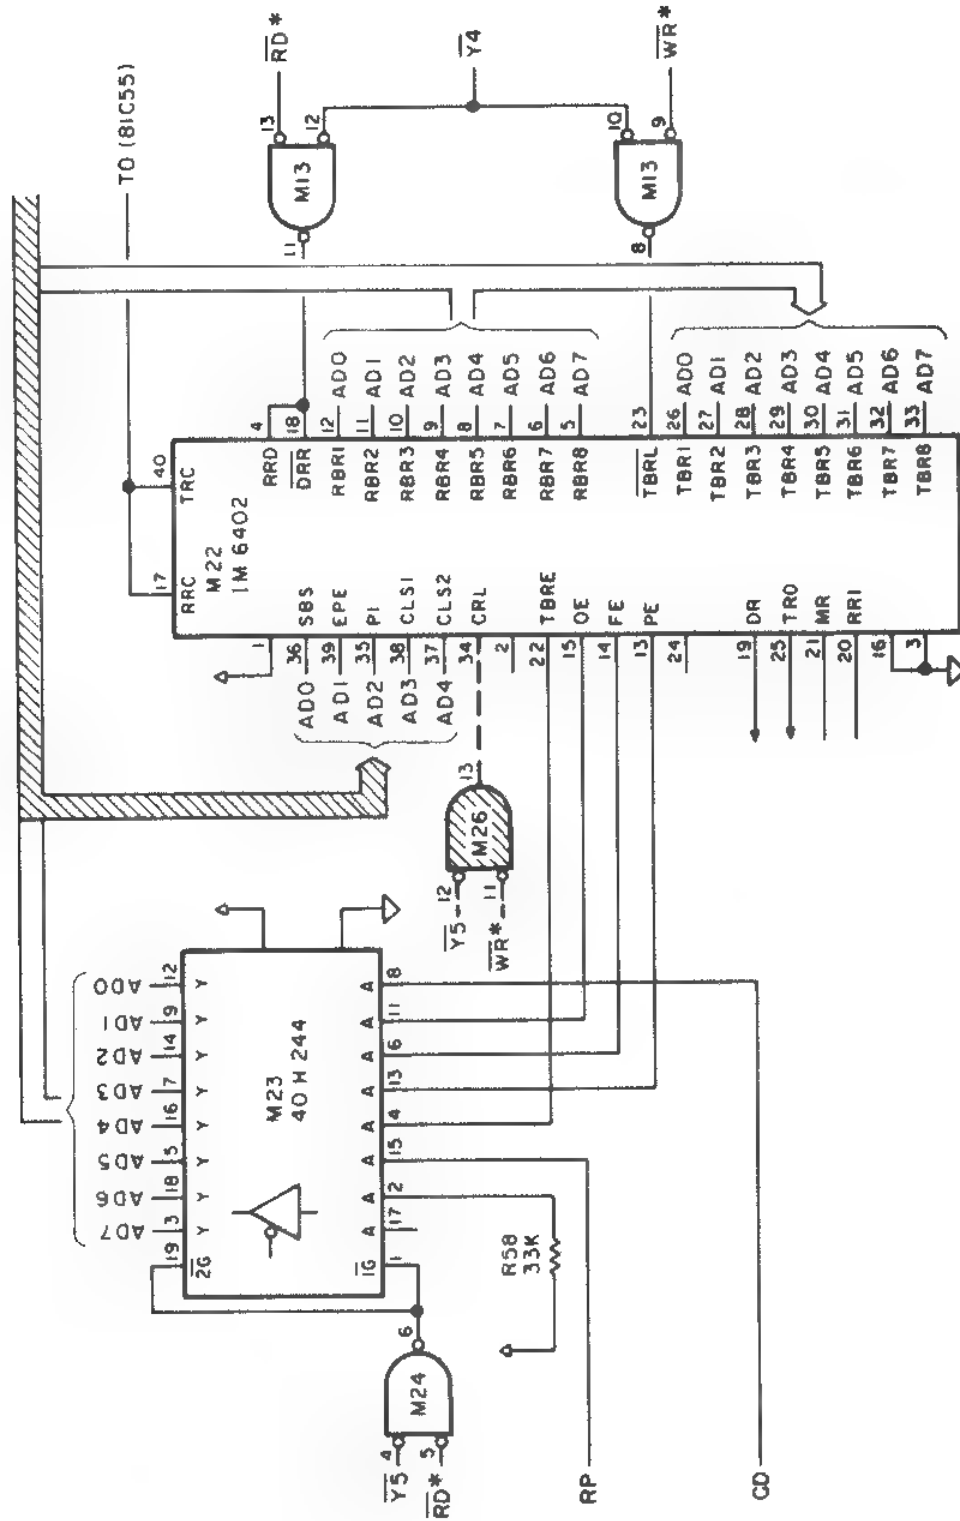 TO (81C55)
RD*
Y4
WR*
13
12
M13
11
10
9
M13
8
40
TRC
17
RRC
M22
IM 6402
4 RRD
18 DRR
12 RBR1 AD0
11 RBR2 AD1
10 RBR3 AD2
9 RBR4 AD3
8 RBR5 AD4
7 RBR6 AD5
6 RBR7 AD6
5 RBR8 AD7
23 TBRL
26 TBR1 AD0
27 TBR2 AD1
28 TBR3 AD2
29 TBR4 AD3
30 TBR5 AD4
31 TBR6 AD5
32 TBR7 AD6
33 TBR8 AD7
1
AD0 36 SBS
AD1 39 EPE
AD2 35 PI
AD3 38 CLS1
AD4 37 CLS2
34 CRL
2
22 TBRE
15 OE
14 FE
13 PE
24
19 DR
25 TRO
21 MR
20 RRI
16
3
13
M26
12 Y5
11 WR*
AD0 12 Y
AD1 9 Y
AD2 14 Y
AD3 7 Y
AD4 16 Y
AD5 5 Y
AD6 18 Y
AD7 3 Y
19 2G
M23
40H244
A 8
A 11
A 6
A 13
A 4
A 15
A 2
A 17
1G 1
R58
33K
6
M24
Y5 4
RD* 5
RP
CD